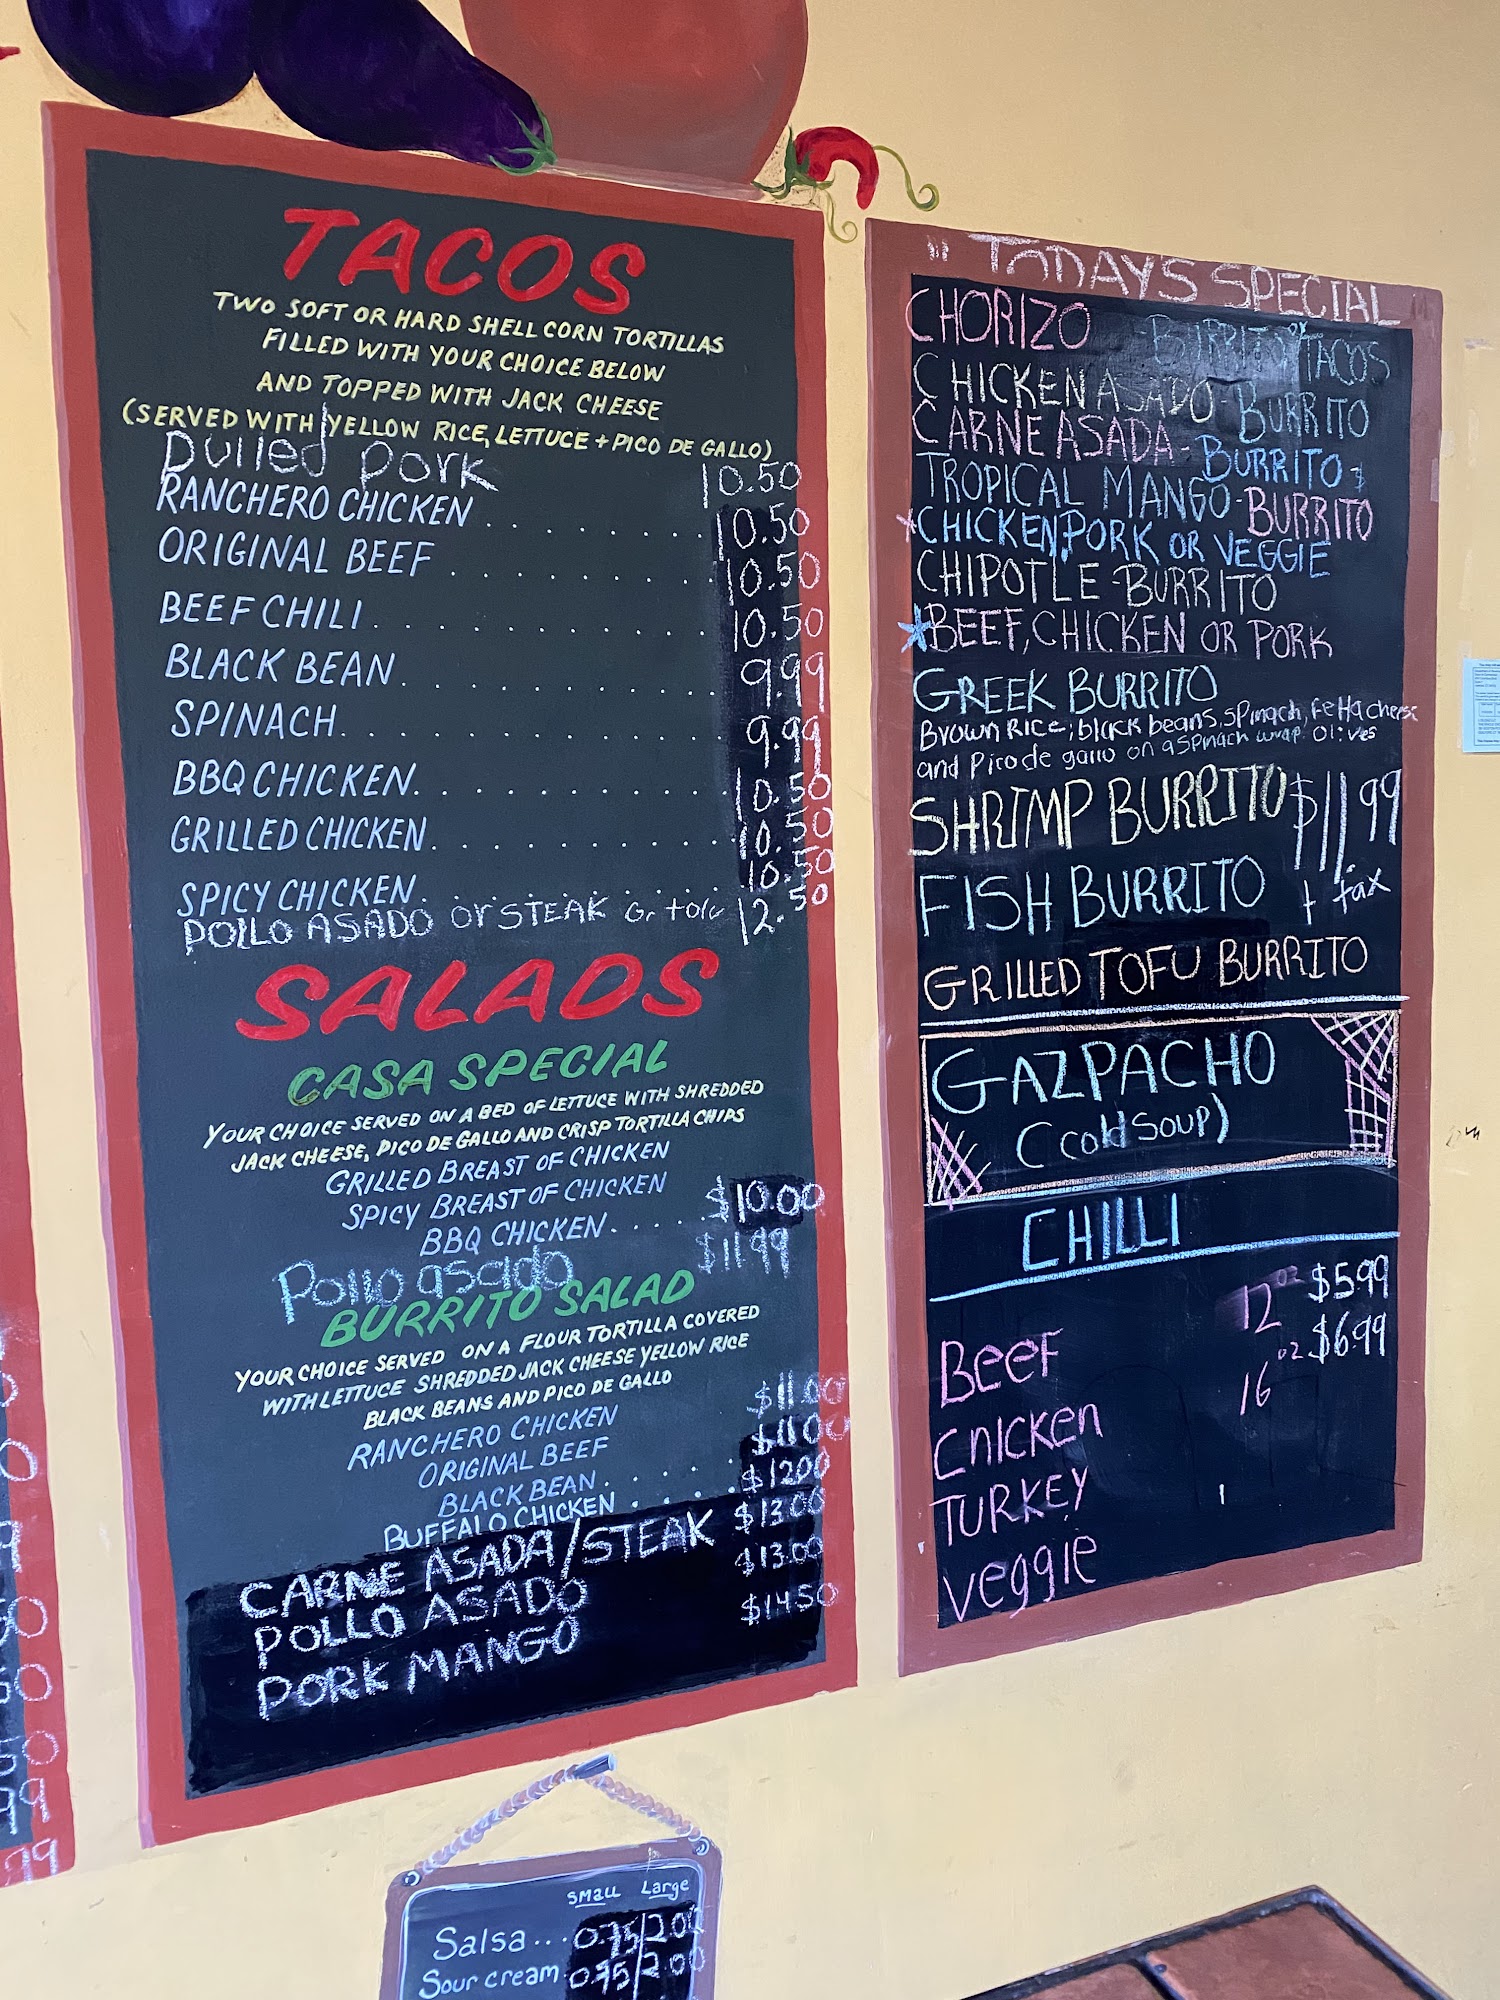 TACOS
TWO SOFT OR HARD SHELL CORN TORTILLAS
FILLED WITH YOUR CHOICE BELOW
AND TOPPED WITH JACK CHEESE
(SERVED WITH YELLOW RICE, LETTUCE + PICO DE GALLO)
Pulled pork 10.50
RANCHERO CHICKEN . . . . . . . 10.50
ORIGINAL BEEF . . . . . . . . . 10.50
BEEF CHILI . . . . . . . . . . . 10.50
BLACK BEAN . . . . . . . . . . . 9.99
SPINACH . . . . . . . . . . . . 9.99
BBQ CHICKEN . . . . . . . . . . 10.50
GRILLED CHICKEN . . . . . . . . . 10.50
SPICY CHICKEN . . . . . . . . . 10.50
POLLO ASADO or STEAK 12.50
SALADS
CASA SPECIAL
YOUR CHOICE SERVED ON A BED OF LETTUCE WITH SHREDDED
JACK CHEESE, PICO DE GALLO AND CRISP TORTILLA CHIPS
GRILLED BREAST OF CHICKEN
SPICY BREAST OF CHICKEN
BBQ CHICKEN . . . . . $10.00
Pollo asado $11.99
BURRITO SALAD
YOUR CHOICE SERVED ON A FLOUR TORTILLA COVERED
WITH LETTUCE SHREDDED JACK CHEESE YELLOW RICE
BLACK BEANS AND PICO DE GALLO
RANCHERO CHICKEN $11.00
ORIGINAL BEEF $11.00
BLACK BEAN . . . . . . $12.00
BUFFALO CHICKEN . . . . . $13.00
CARNE ASADA/STEAK $13.00
POLLO ASADO $14.50
PORK MANGO
"TODAYS SPECIAL"
CHORIZO - BURRITO TACOS
CHICKEN ASADO - BURRITO
CARNE ASADA - BURRITO $
TROPICAL MANGO - BURRITO
*CHICKEN, PORK OR VEGGIE
CHIPOTLE - BURRITO
*BEEF, CHICKEN OR PORK
GREEK BURRITO
Brown Rice, black beans, spinach, fetta cheese
and Pico de gallo on a spinach wrap. Olives
SHRIMP BURRITO $11.99
FISH BURRITO + tax
GRILLED TOFU BURRITO
GAZPACHO
(Cold Soup)
CHILLI
12 oz $5.99
Beef
16 oz $6.99
Chicken
TURKEY
veggie
small Large
Salsa... 0.75/2.00
Sour cream. 0.75/2.00